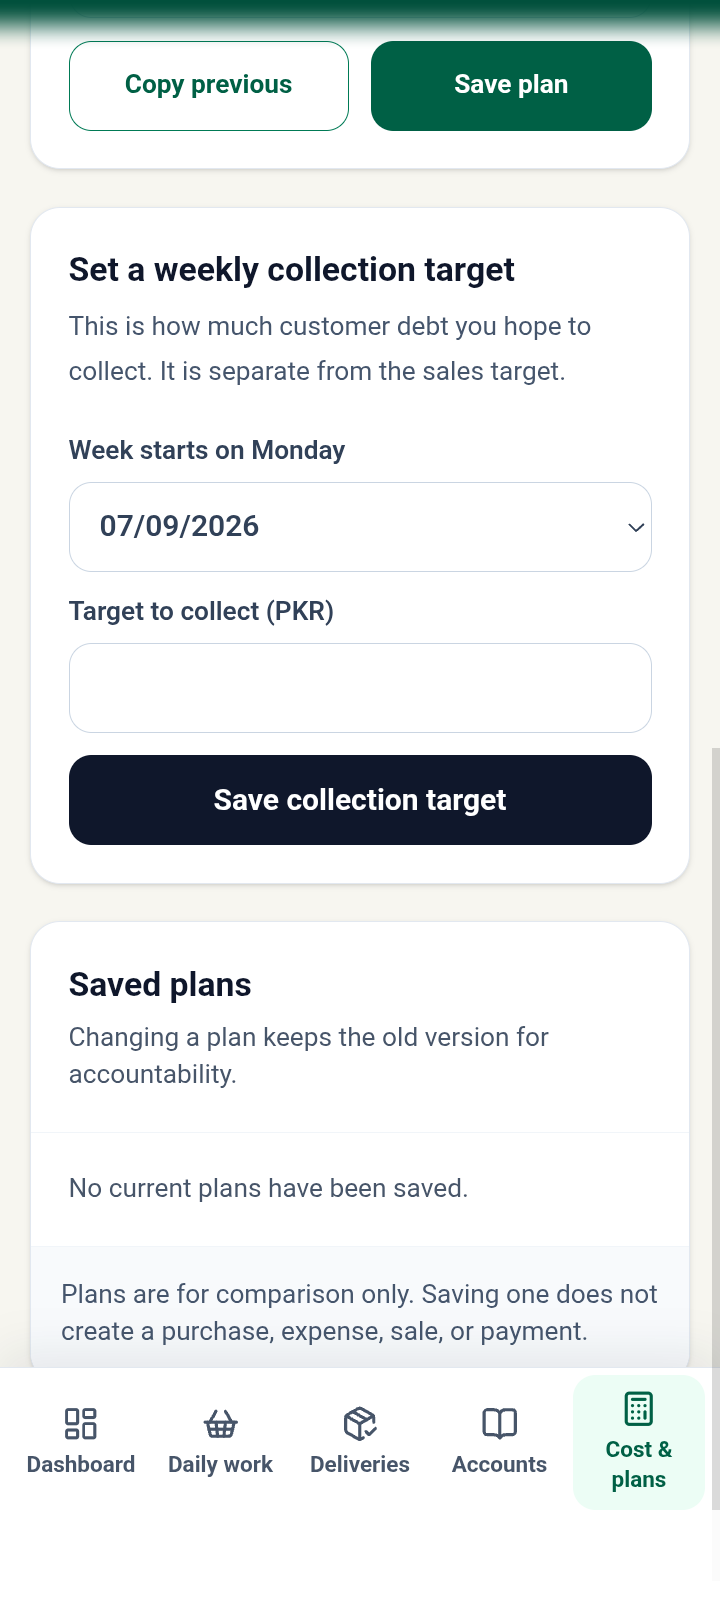 Copy previous
Save plan
Set a weekly collection target
This is how much customer debt you hope to
collect. It is separate from the sales target.
Week starts on Monday
07/09/2026
Target to collect (PKR)
Save collection target
Saved plans
Changing a plan keeps the old version for
accountability.
No current plans have been saved.
Plans are for comparison only. Saving one does not
create a purchase, expense, sale, or payment.
Dashboard
Daily work
Deliveries
Accounts
Cost &
plans